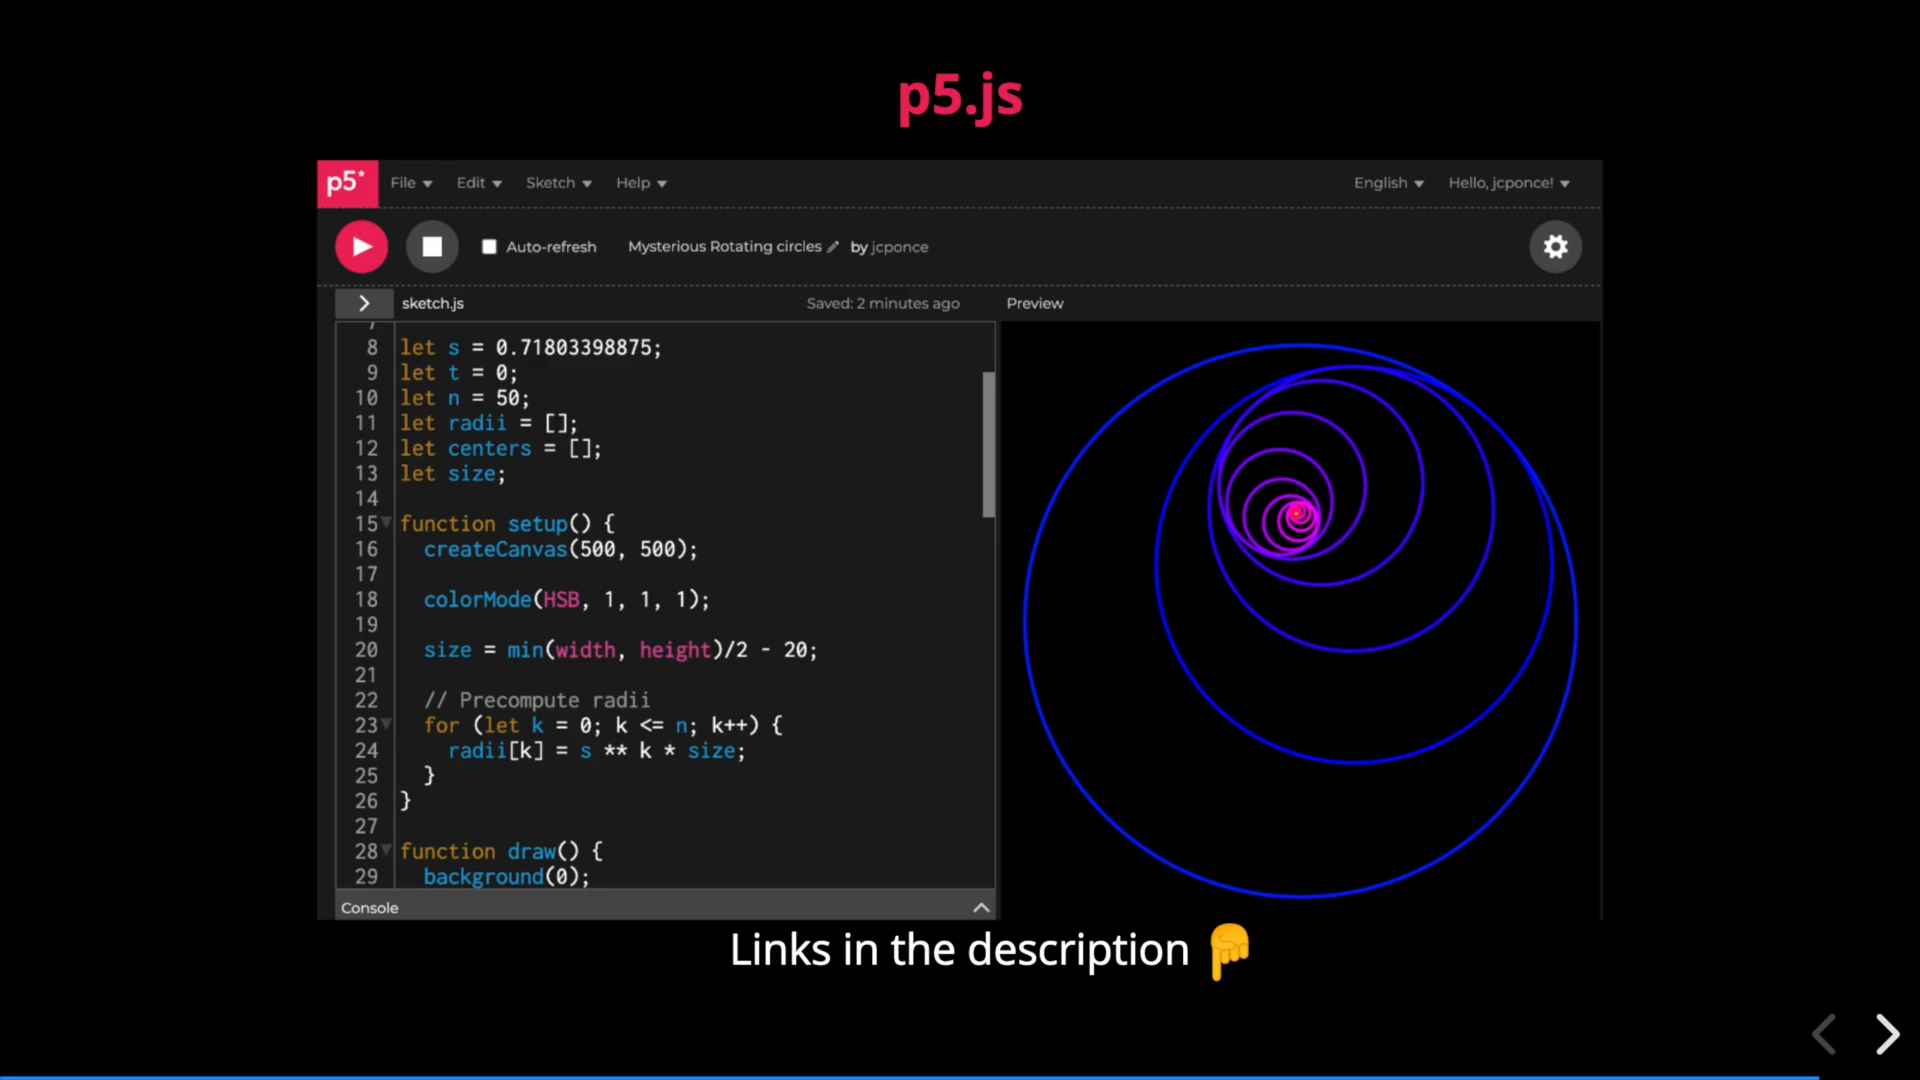 p5.js
p5* File Edit Sketch Help English Hello, jcponce!
Auto-refresh Mysterious Rotating circles by jcponce
> sketch.js Saved: 2 minutes ago Preview
7
8 let s = 0.71803398875;
9 let t = 0;
10 let n = 50;
11 let radii = [];
12 let centers = [];
13 let size;
14
15 function setup() {
16 createCanvas(500, 500);
17
18 colorMode(HSB, 1, 1, 1);
19
20 size = min(width, height)/2 - 20;
21
22 // Precompute radii
23 for (let k = 0; k <= n; k++) {
24 radii[k] = s ** k * size;
25 }
26 }
27
28 function draw() {
29 background(0);
Console
Links in the description 👇